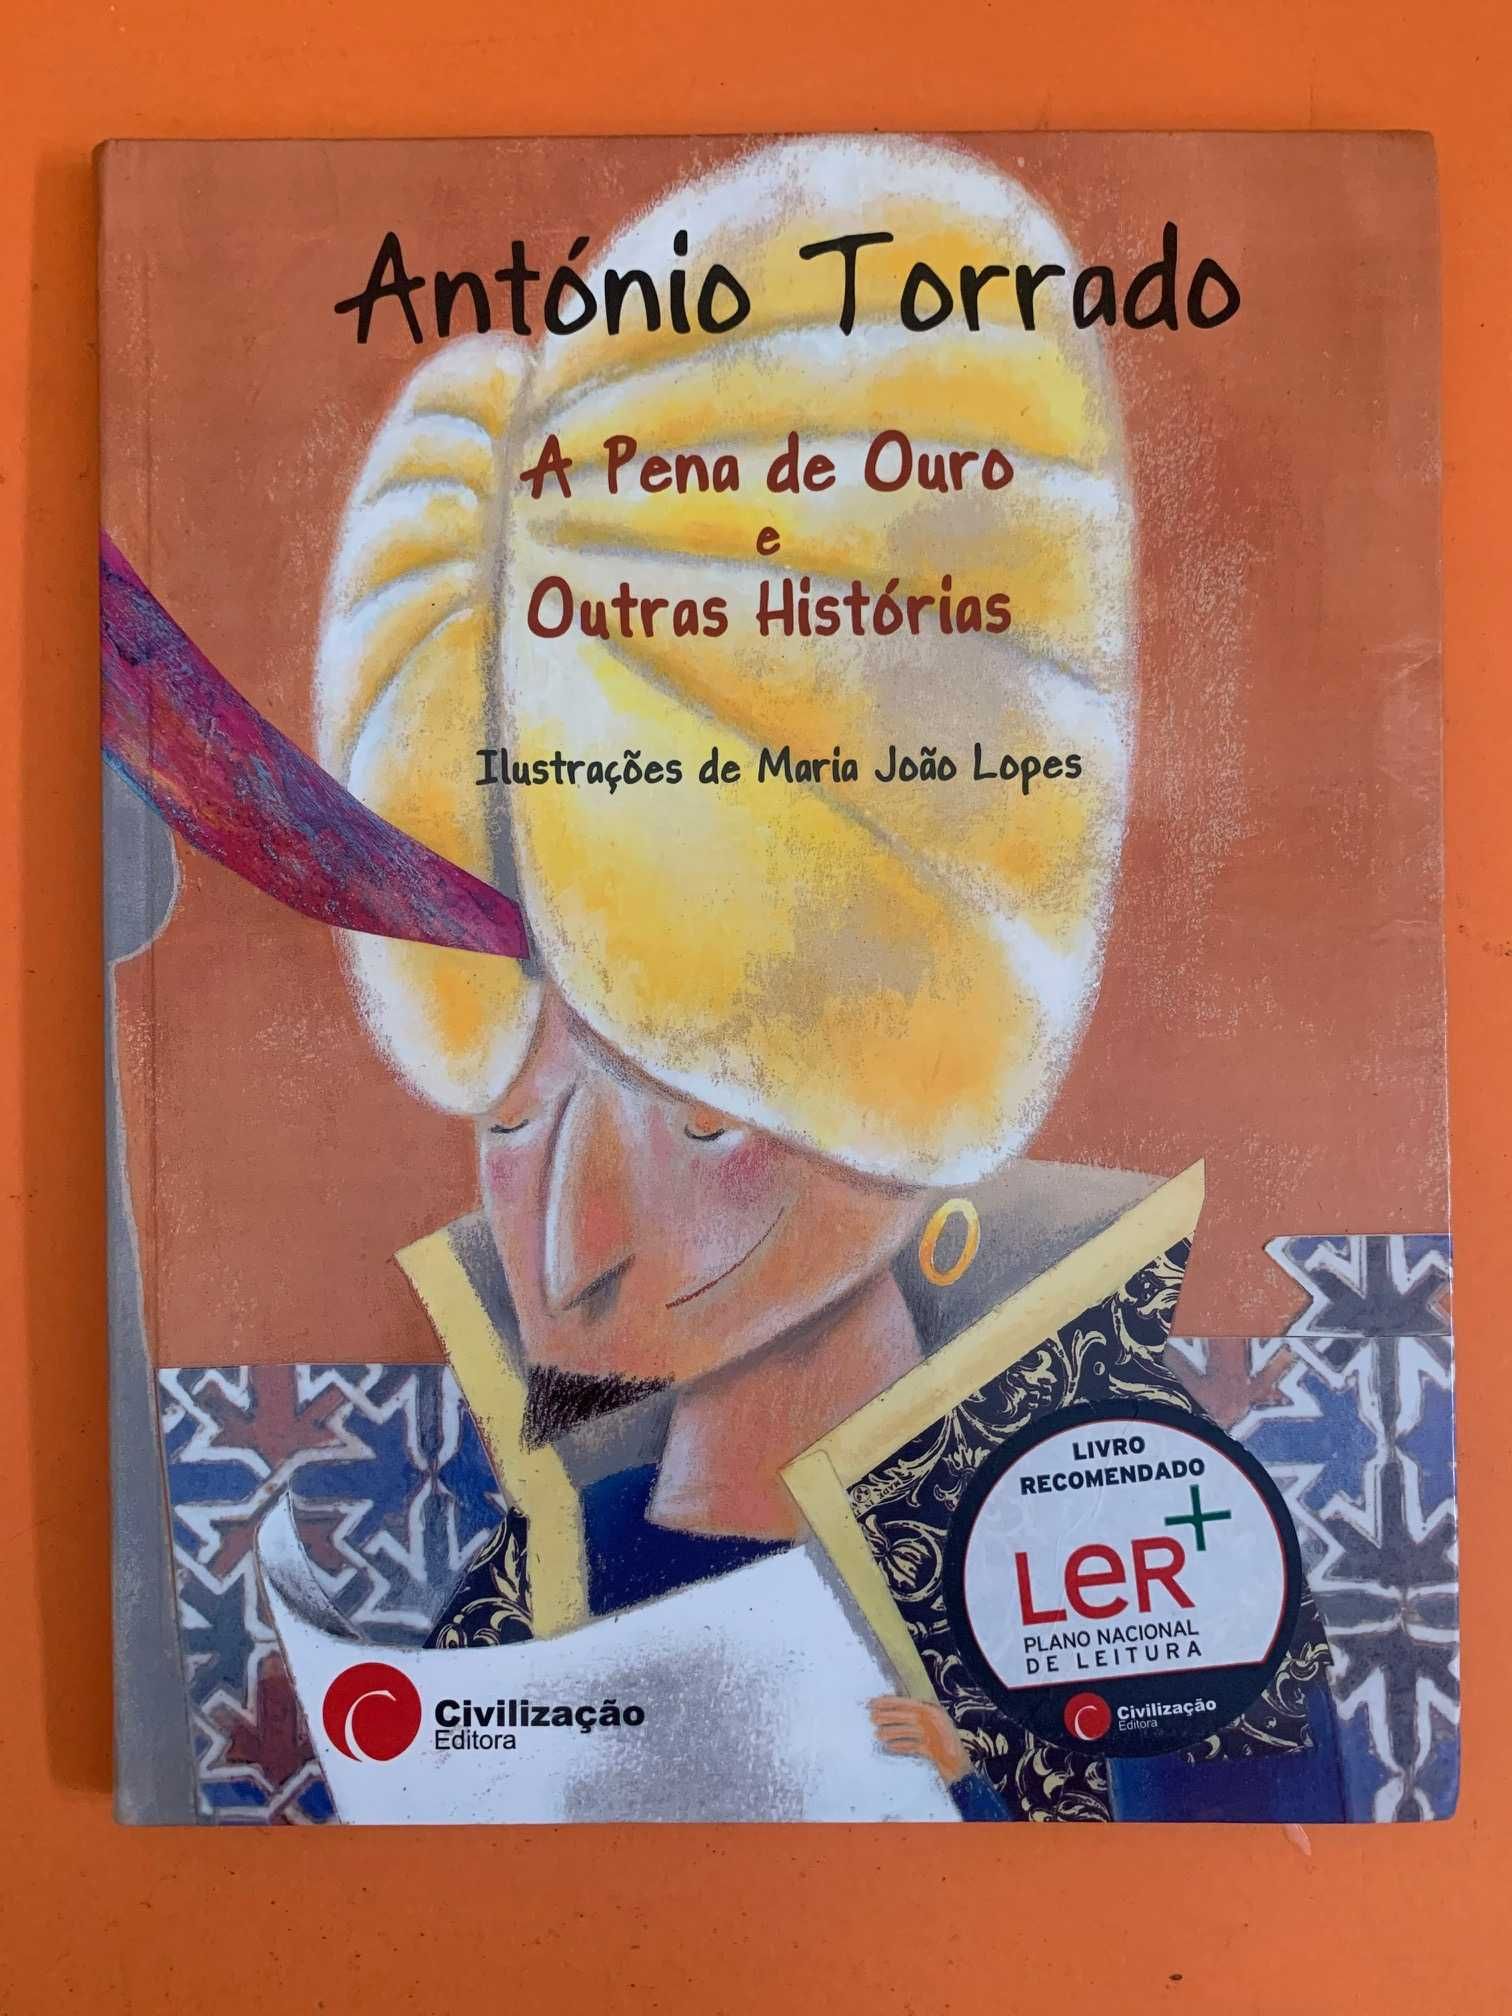 António Torrado
A Pena de Ouro
e
Outras Histórias
Ilustrações de Maria João Lopes
LIVRO
RECOMENDADO
LeR+
PLANO NACIONAL
DE LEITURA
Civilização
Editora
Civilização
Editora